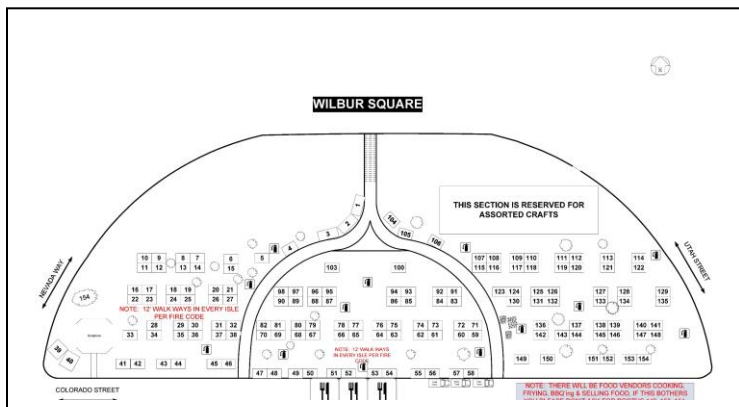 WILBUR SQUARE
THIS SECTION IS RESERVED FOR
ASSORTED CRAFTS
NEVADA WAY
UTAH STREET
COLORADO STREET
1
2
3
4
5
104
105
106
10 9 8 7 6
11 12 13 14 15
103 109
107 108 109 110 111 112 113 114
115 116 117 118 119 120 121 122
154
16 17 18 19 20 21
22 23 24 25 26 27
98 97 96 95 94 93 92 91
90 89 88 87 86 85 84 83
123 124 125 126 127 128 129
130 131 132 133 134 135
NOTE: 12' WALK WAYS IN EVERY ISLE
PER FIRE CODE
28 29 30 31 32
33 34 35 36 37 38
82 81 80 79 78 77 76 75 74 73 72 71
70 69 68 67 66 65 64 63 62 61 60 59
136 137 138 139 140 141
142 143 144 145 146 147 148
NOTE: 12' WALK WAYS
IN EVERY ISLE PER FIRE
CODE
39 40
41 42 43 44 45 46
47 48 49 50 51 52 53 54 55 56 57 58
149 150 151 152 153 154
NOTE: THERE WILL BE FOOD VENDORS COOKING,
FRYING, BBQ'ing & SELLING FOOD. IF THIS BOTHERS